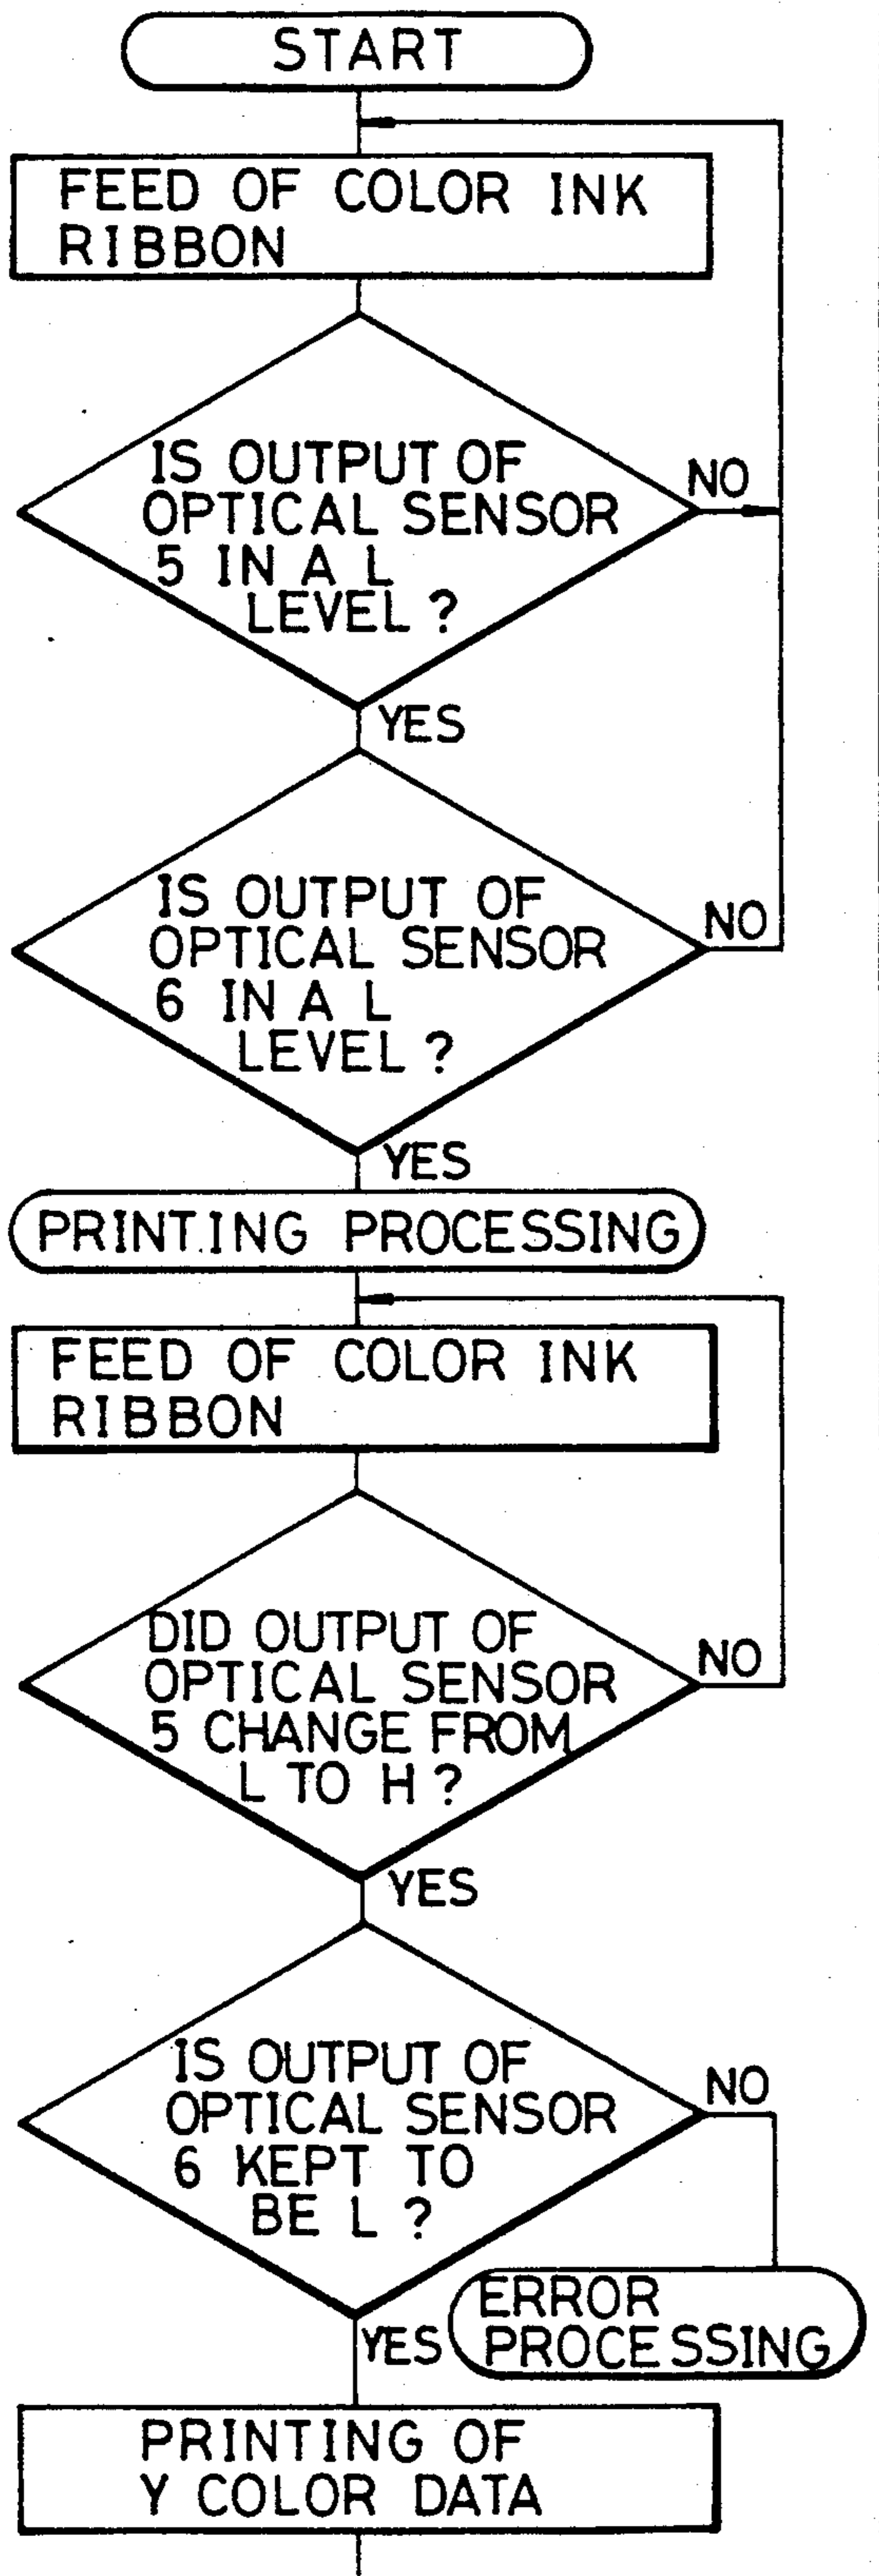 START
FEED OF COLOR INK
RIBBON
IS OUTPUT OF
OPTICAL SENSOR
5 IN A L
LEVEL ?
NO
YES
IS OUTPUT OF
OPTICAL SENSOR
6 IN A L
LEVEL ?
NO
YES
PRINTING PROCESSING
FEED OF COLOR INK
RIBBON
DID OUTPUT OF
OPTICAL SENSOR
5 CHANGE FROM
L TO H ?
NO
YES
IS OUTPUT OF
OPTICAL SENSOR
6 KEPT TO
BE L ?
NO
ERROR
PROCESSING
YES
PRINTING OF
Y COLOR DATA